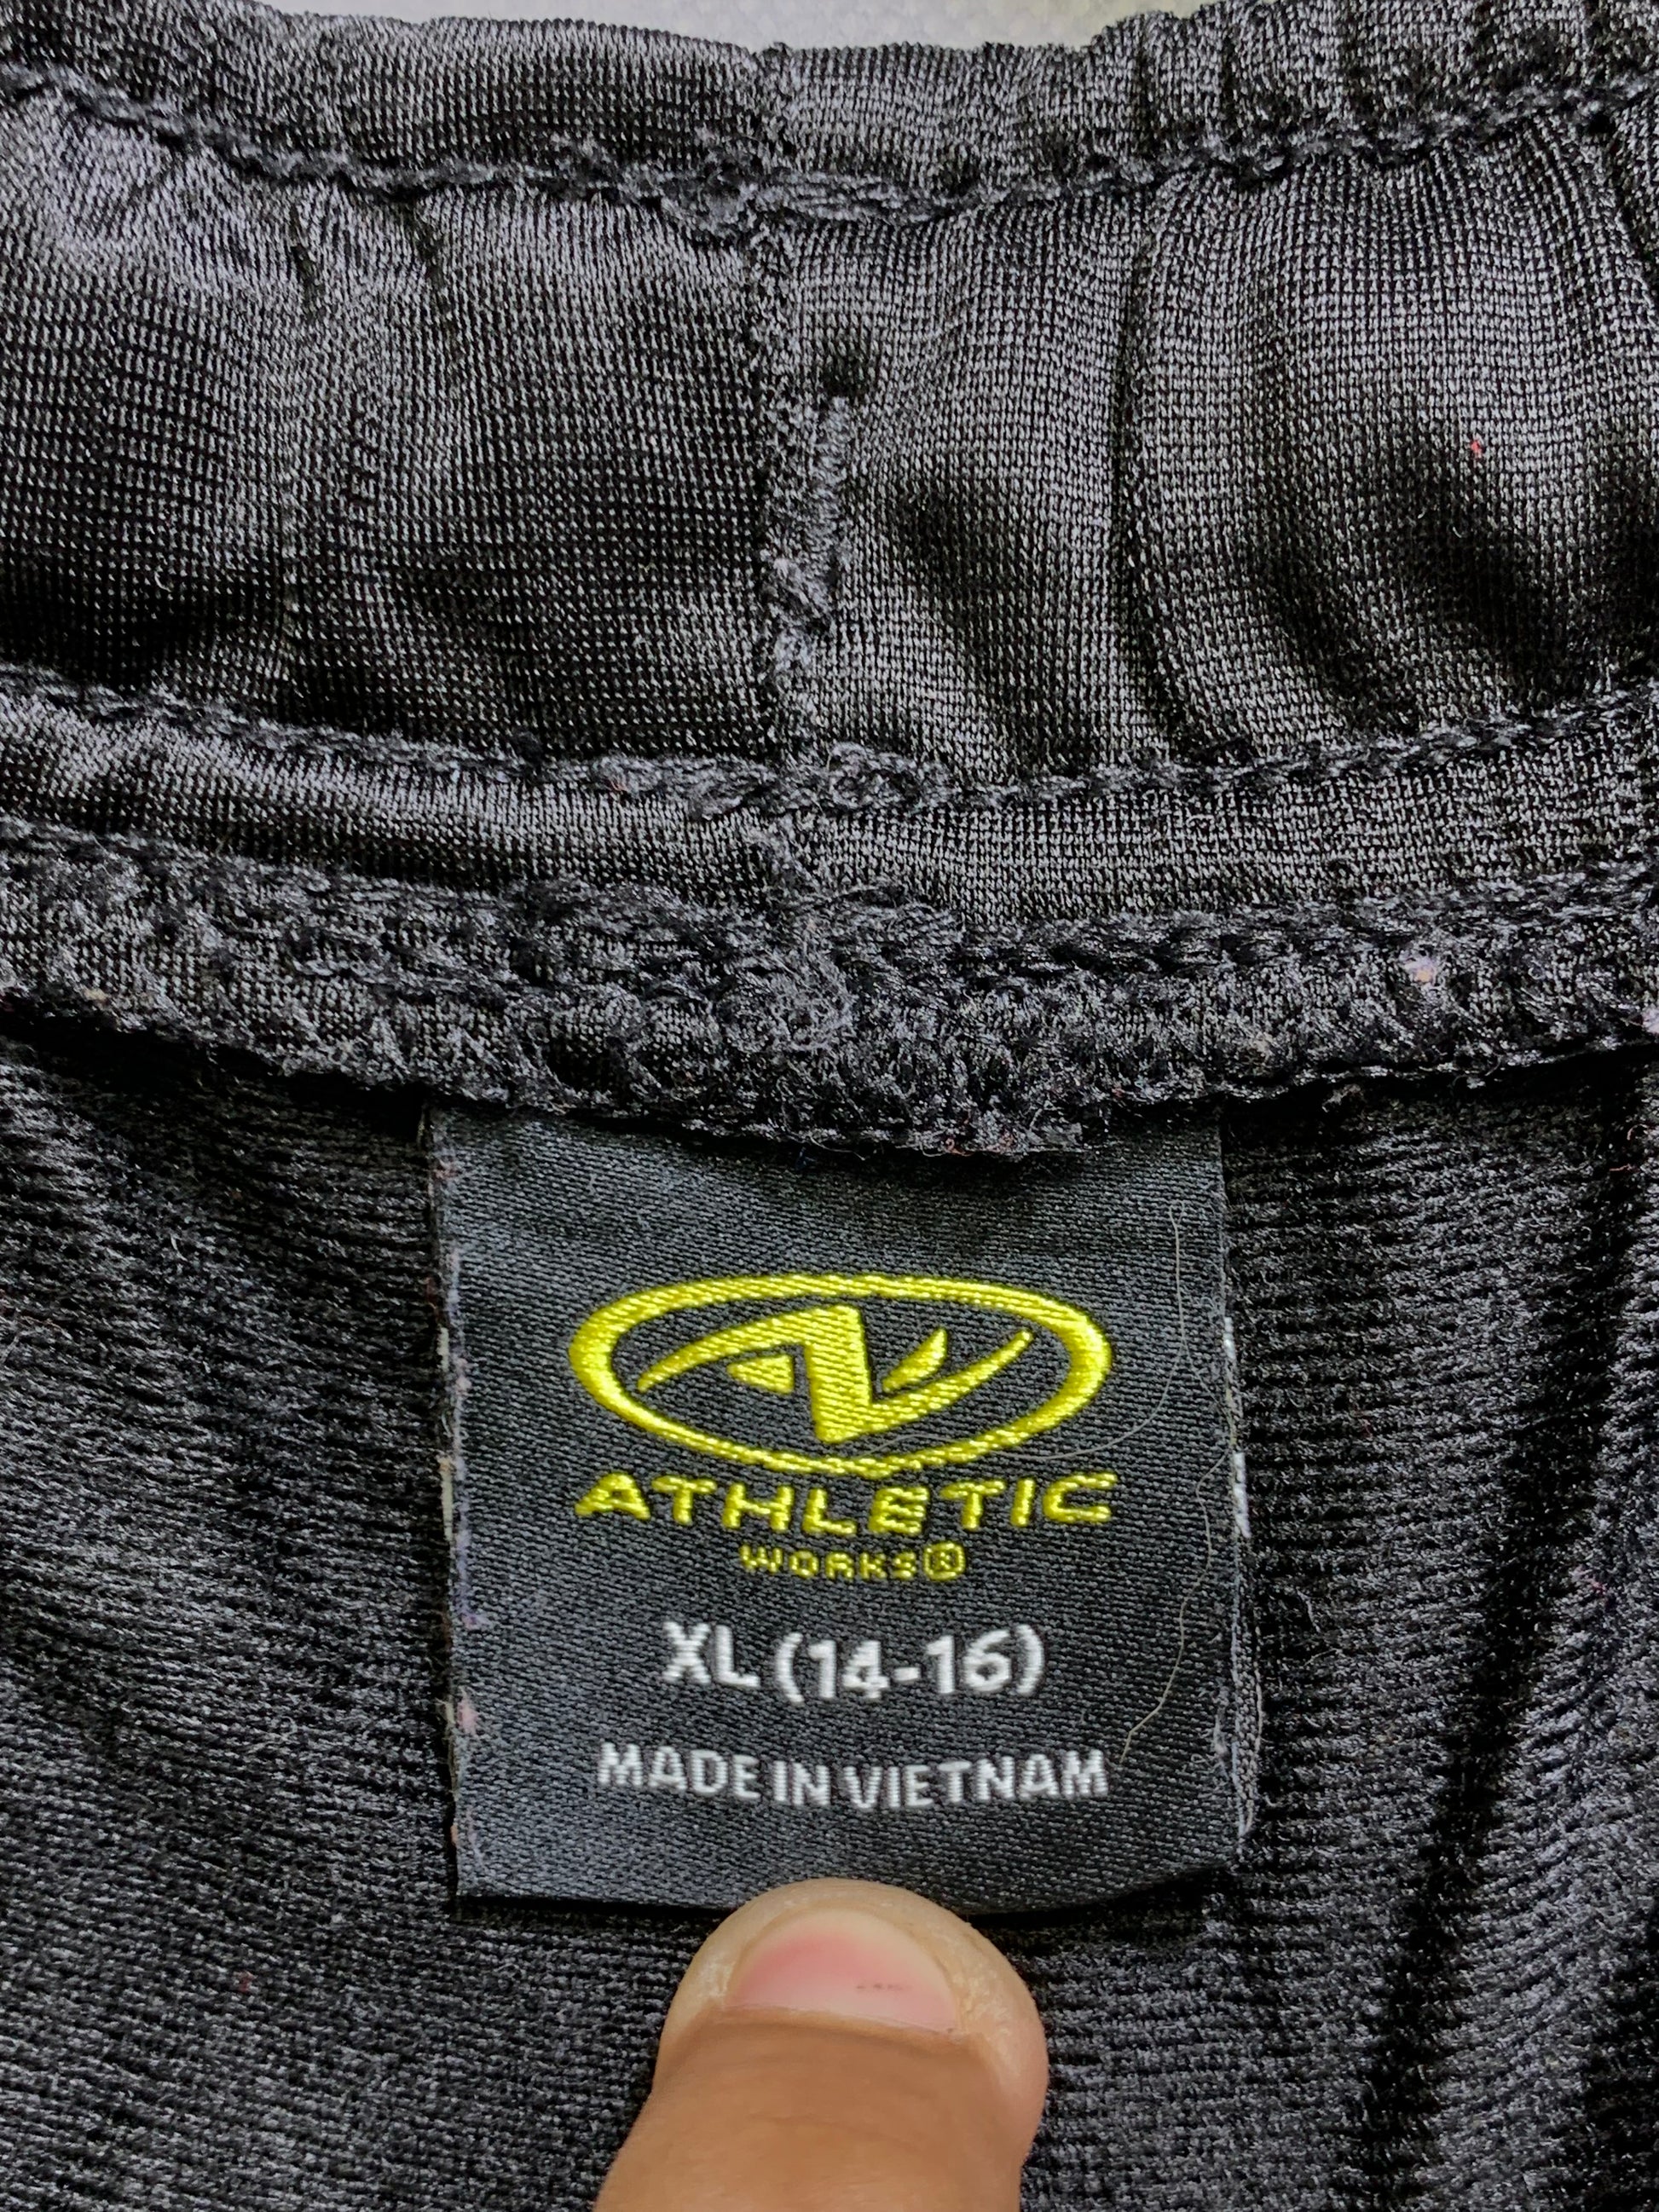 ATHLETIC
WORKS®
XL (14-16)
MADE IN VIETNAM